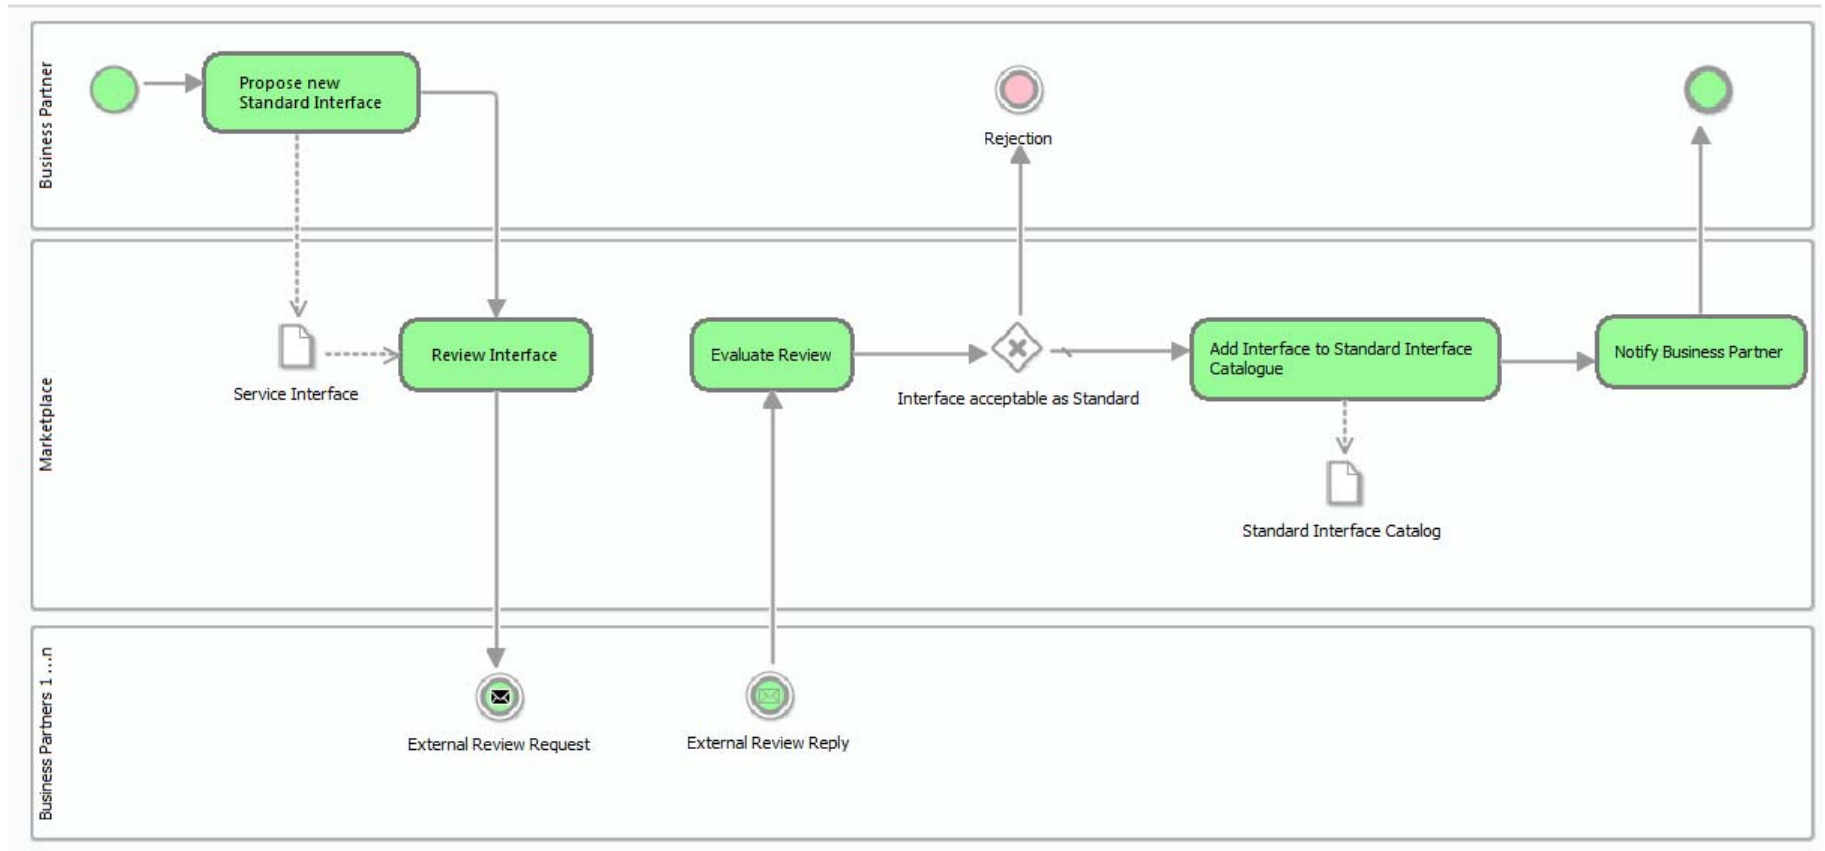 Business Partner
Propose new
Standard Interface
Rejection
Marketplace
Service Interface
Review Interface
Evaluate Review
Interface acceptable as Standard
Add Interface to Standard Interface
Catalogue
Notify Business Partner
Standard Interface Catalog
Business Partners 1 ...n
External Review Request
External Review Reply